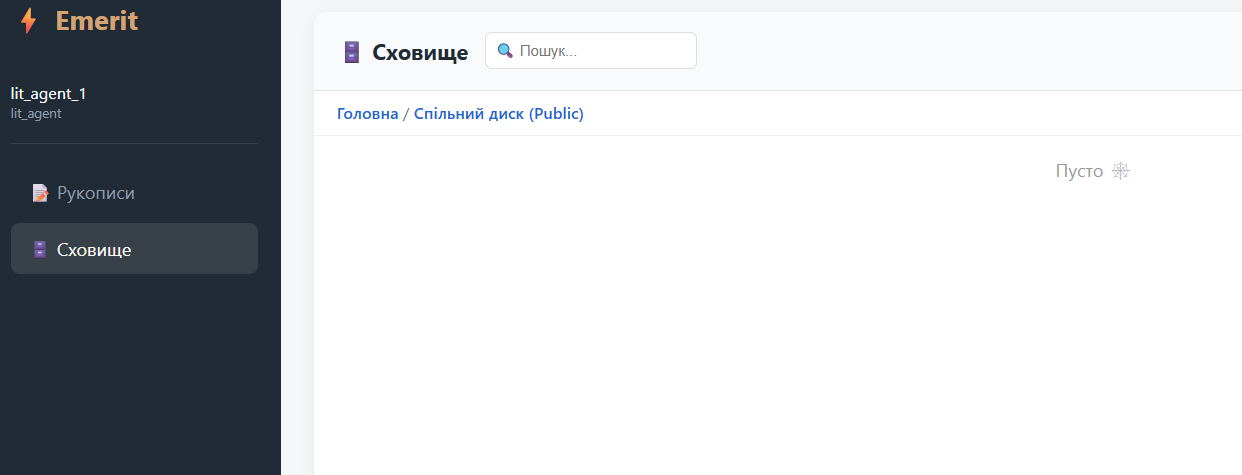 Emerit
lit_agent_1
lit_agent
Рукописи
Сховище
Сховище
Пошук...
Головна / Спільний диск (Public)
Пусто